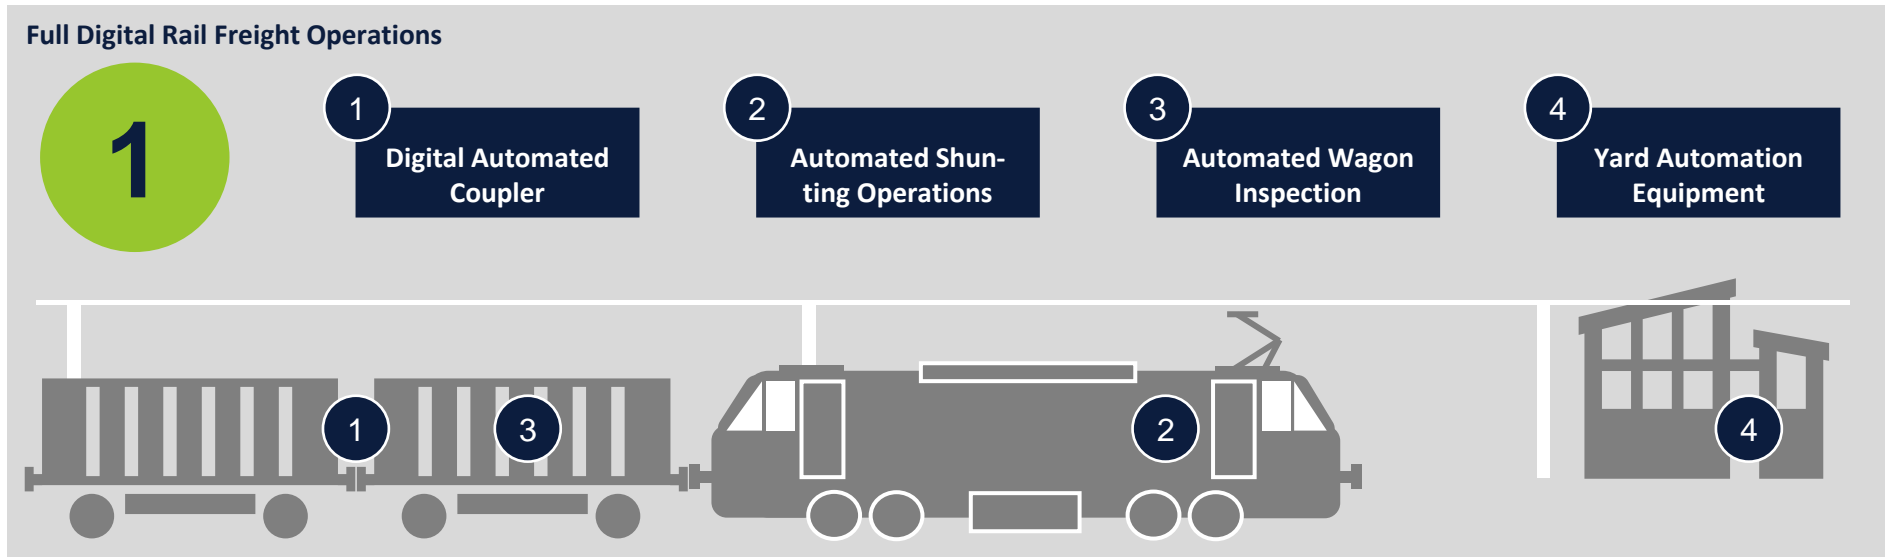 Full Digital Rail Freight Operations
1
1
Digital Automated
Coupler
2
Automated Shun-
ting Operations
3
Automated Wagon
Inspection
4
Yard Automation
Equipment
1
3
2
4